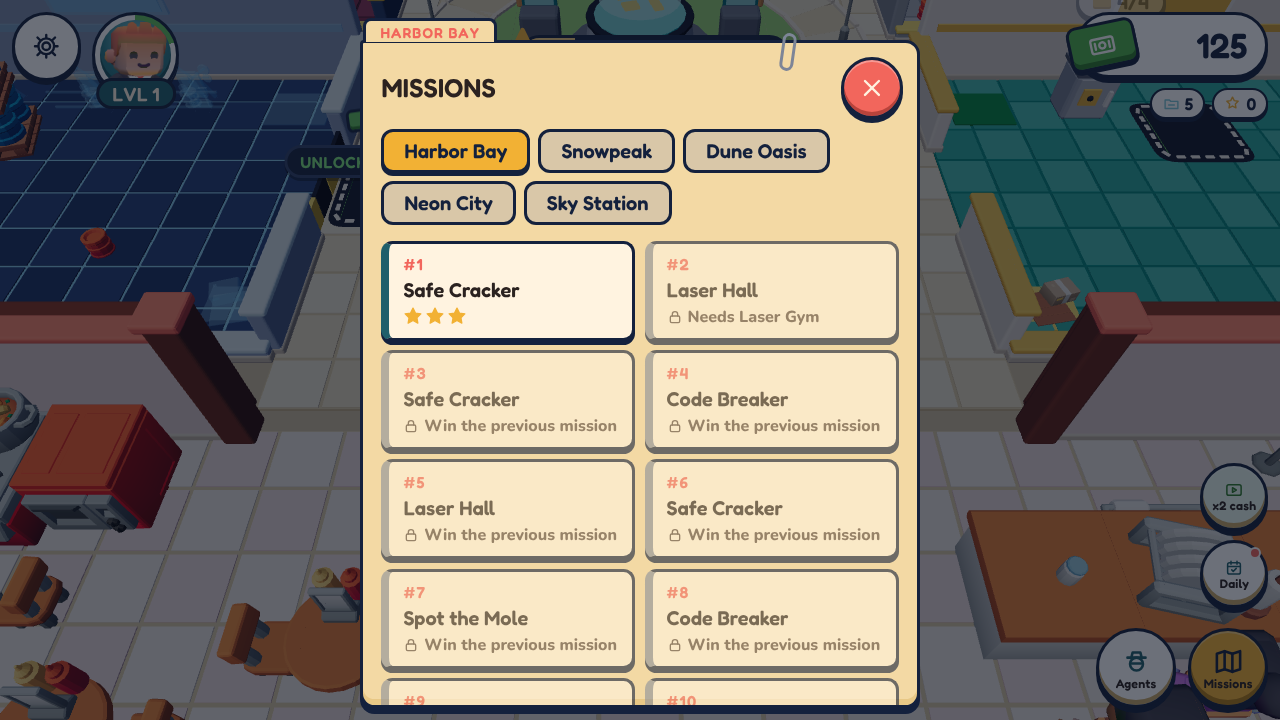 HARBOR BAY
4/4
125
MISSIONS
LVL 1
5
0
Harbor Bay
Snowpeak
Dune Oasis
UNLOCK
Neon City
Sky Station
#1
Safe Cracker
#2
Laser Hall
Needs Laser Gym
#3
Safe Cracker
Win the previous mission
#4
Code Breaker
Win the previous mission
#5
Laser Hall
Win the previous mission
#6
Safe Cracker
Win the previous mission
x2 cash
#7
Spot the Mole
Win the previous mission
#8
Code Breaker
Win the previous mission
Daily
Agents
Missions
#9
#10